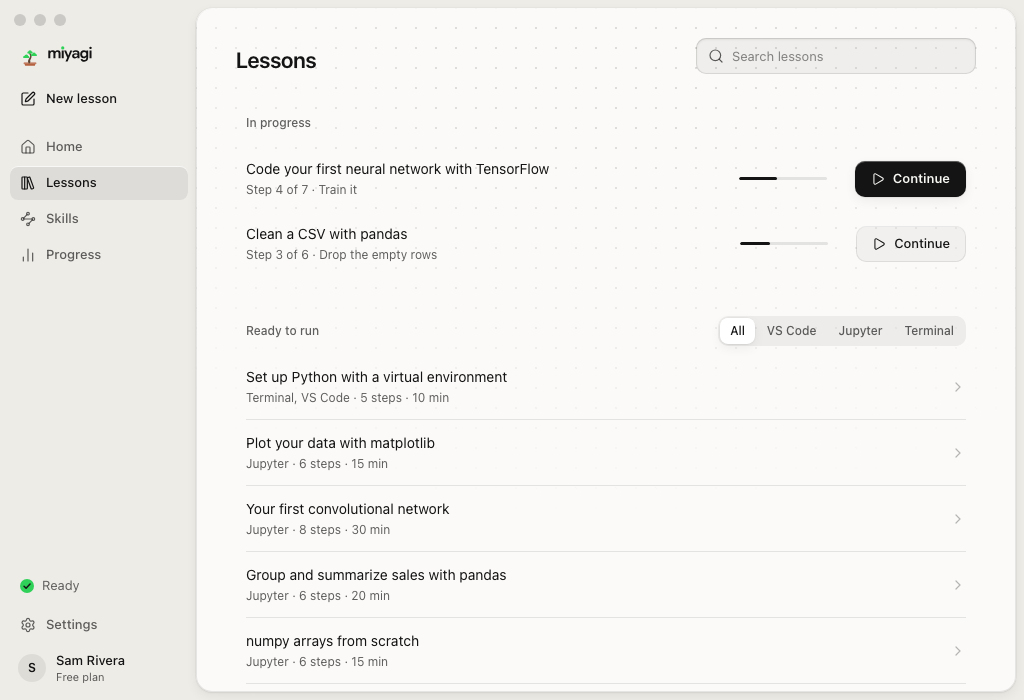 miyagi
New lesson
Home
Lessons
Skills
Progress
Ready
Settings
S
Sam Rivera
Free plan
Lessons
Search lessons
In progress
Code your first neural network with TensorFlow
Step 4 of 7 · Train it
Continue
Clean a CSV with pandas
Step 3 of 6 · Drop the empty rows
Continue
Ready to run
All VS Code Jupyter Terminal
Set up Python with a virtual environment
Terminal, VS Code · 5 steps · 10 min
Plot your data with matplotlib
Jupyter · 6 steps · 15 min
Your first convolutional network
Jupyter · 8 steps · 30 min
Group and summarize sales with pandas
Jupyter · 6 steps · 20 min
numpy arrays from scratch
Jupyter · 6 steps · 15 min